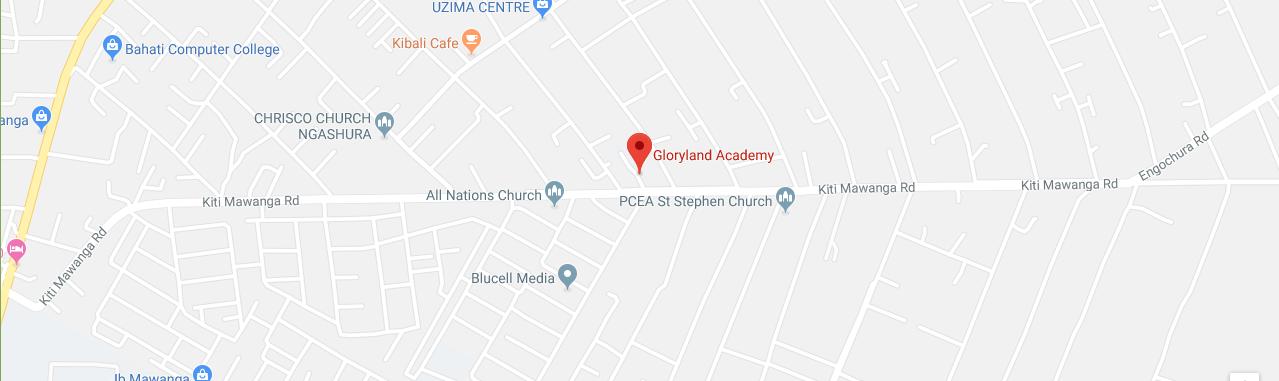 UZIMA CENTRE
Kibali Cafe
Bahati Computer College
anga
CHRISCO CHURCH
NGASHURA
Gloryland Academy
Engochura Rd
Kiti Mawanga Rd
Kiti Mawanga Rd
All Nations Church
PCEA St Stephen Church
Kiti Mawanga Rd
Kiti Mawanga Rd
Blucell Media
Jb Mawanga